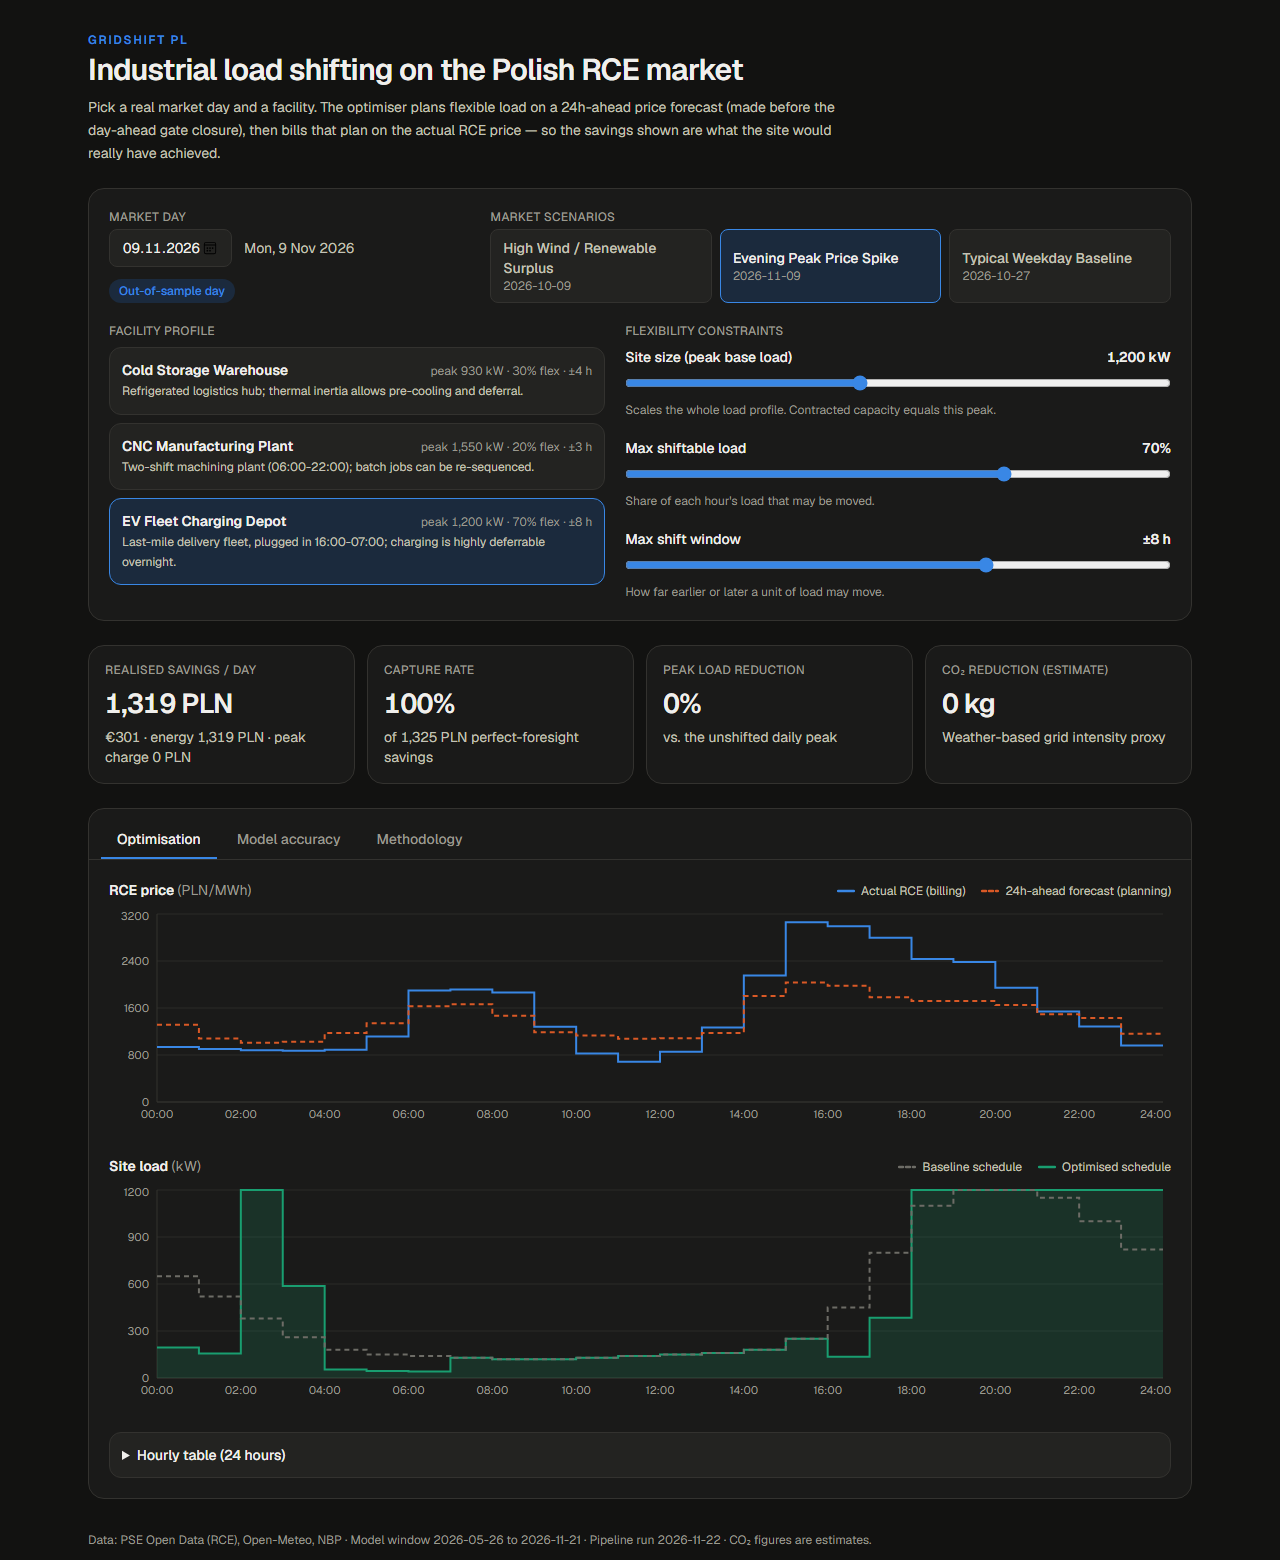 GRIDSHIFT PL
Industrial load shifting on the Polish RCE market
Pick a real market day and a facility. The optimiser plans flexible load on a 24h-ahead price forecast (made before the
day-ahead gate closure), then bills that plan on the actual RCE price — so the savings shown are what the site would
really have achieved.
MARKET DAY
09.11.2026
Mon, 9 Nov 2026
Out-of-sample day
MARKET SCENARIOS
High Wind / Renewable
Surplus
2026-10-09
Evening Peak Price Spike
2026-11-09
Typical Weekday Baseline
2026-10-27
FACILITY PROFILE
Cold Storage Warehouse
peak 930 kW · 30% flex · ±4 h
Refrigerated logistics hub; thermal inertia allows pre-cooling and deferral.
CNC Manufacturing Plant
peak 1,550 kW · 20% flex · ±3 h
Two-shift machining plant (06:00-22:00); batch jobs can be re-sequenced.
EV Fleet Charging Depot
peak 1,200 kW · 70% flex · ±8 h
Last-mile delivery fleet, plugged in 16:00-07:00; charging is highly deferrable
overnight.
FLEXIBILITY CONSTRAINTS
Site size (peak base load)
1,200 kW
Scales the whole load profile. Contracted capacity equals this peak.
Max shiftable load
70%
Share of each hour's load that may be moved.
Max shift window
±8 h
How far earlier or later a unit of load may move.
REALISED SAVINGS / DAY
1,319 PLN
€301 · energy 1,319 PLN · peak
charge 0 PLN
CAPTURE RATE
100%
of 1,325 PLN perfect-foresight
savings
PEAK LOAD REDUCTION
0%
vs. the unshifted daily peak
CO₂ REDUCTION (ESTIMATE)
0 kg
Weather-based grid intensity proxy
Optimisation
Model accuracy
Methodology
RCE price (PLN/MWh)
Actual RCE (billing)
24h-ahead forecast (planning)
3200
2400
1600
800
0
00:00
02:00
04:00
06:00
08:00
10:00
12:00
14:00
16:00
18:00
20:00
22:00
24:00
Site load (kW)
Baseline schedule
Optimised schedule
1200
900
600
300
0
00:00
02:00
04:00
06:00
08:00
10:00
12:00
14:00
16:00
18:00
20:00
22:00
24:00
Hourly table (24 hours)
Data: PSE Open Data (RCE), Open-Meteo, NBP · Model window 2026-05-26 to 2026-11-21 · Pipeline run 2026-11-22 · CO₂ figures are estimates.